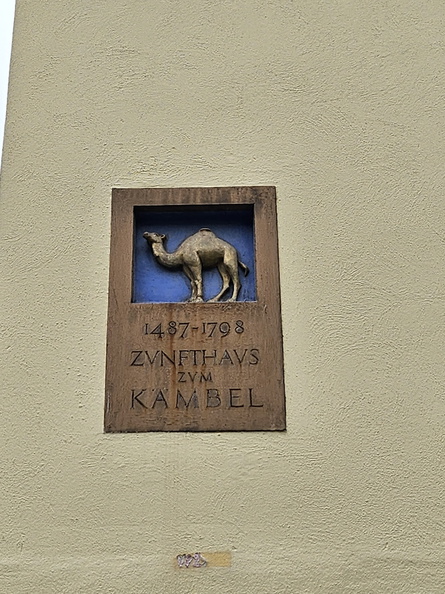 1487-1798
ZVNFTHAVS
ZVM
KÄMBEL